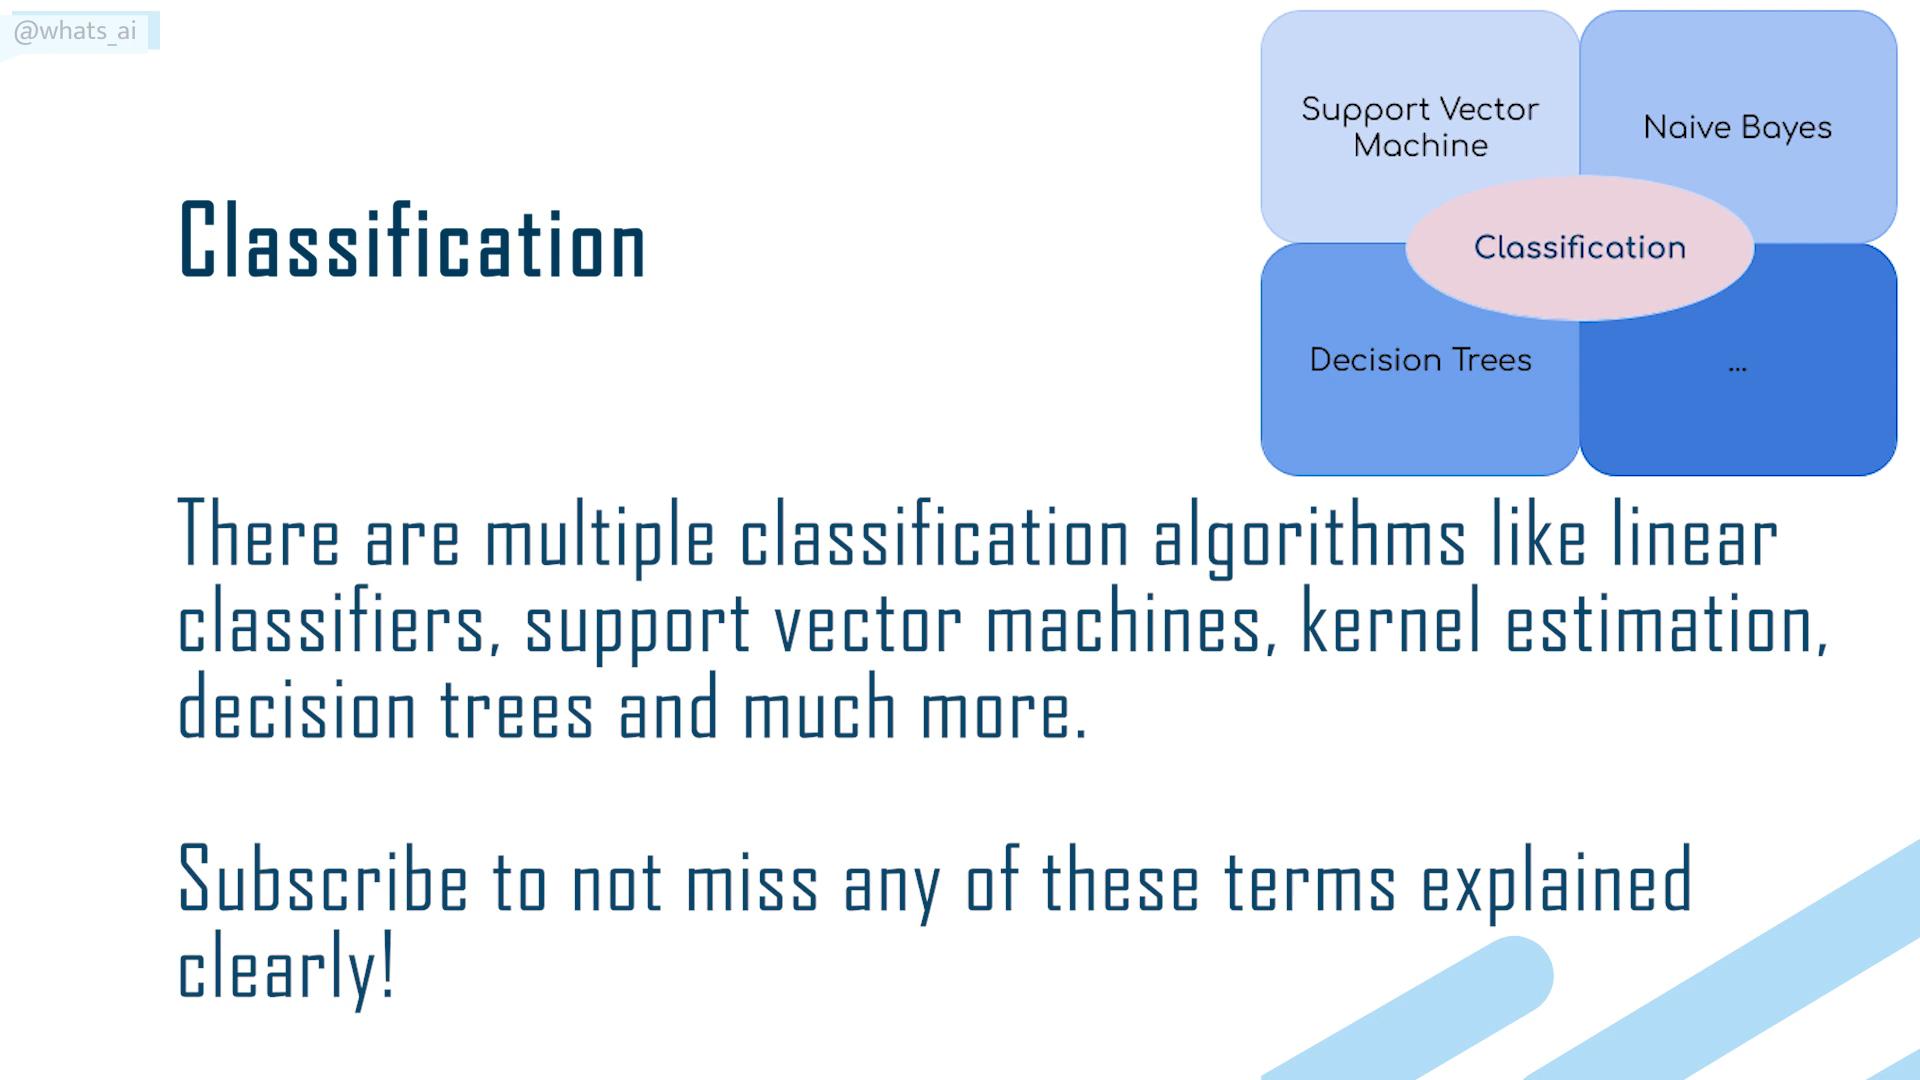 @whats_ai
Support Vector
Machine
Naive Bayes
Classification
Classification
Decision Trees
...
There are multiple classification algorithms like linear
classifiers, support vector machines, kernel estimation,
decision trees and much more.
Subscribe to not miss any of these terms explained
clearly!